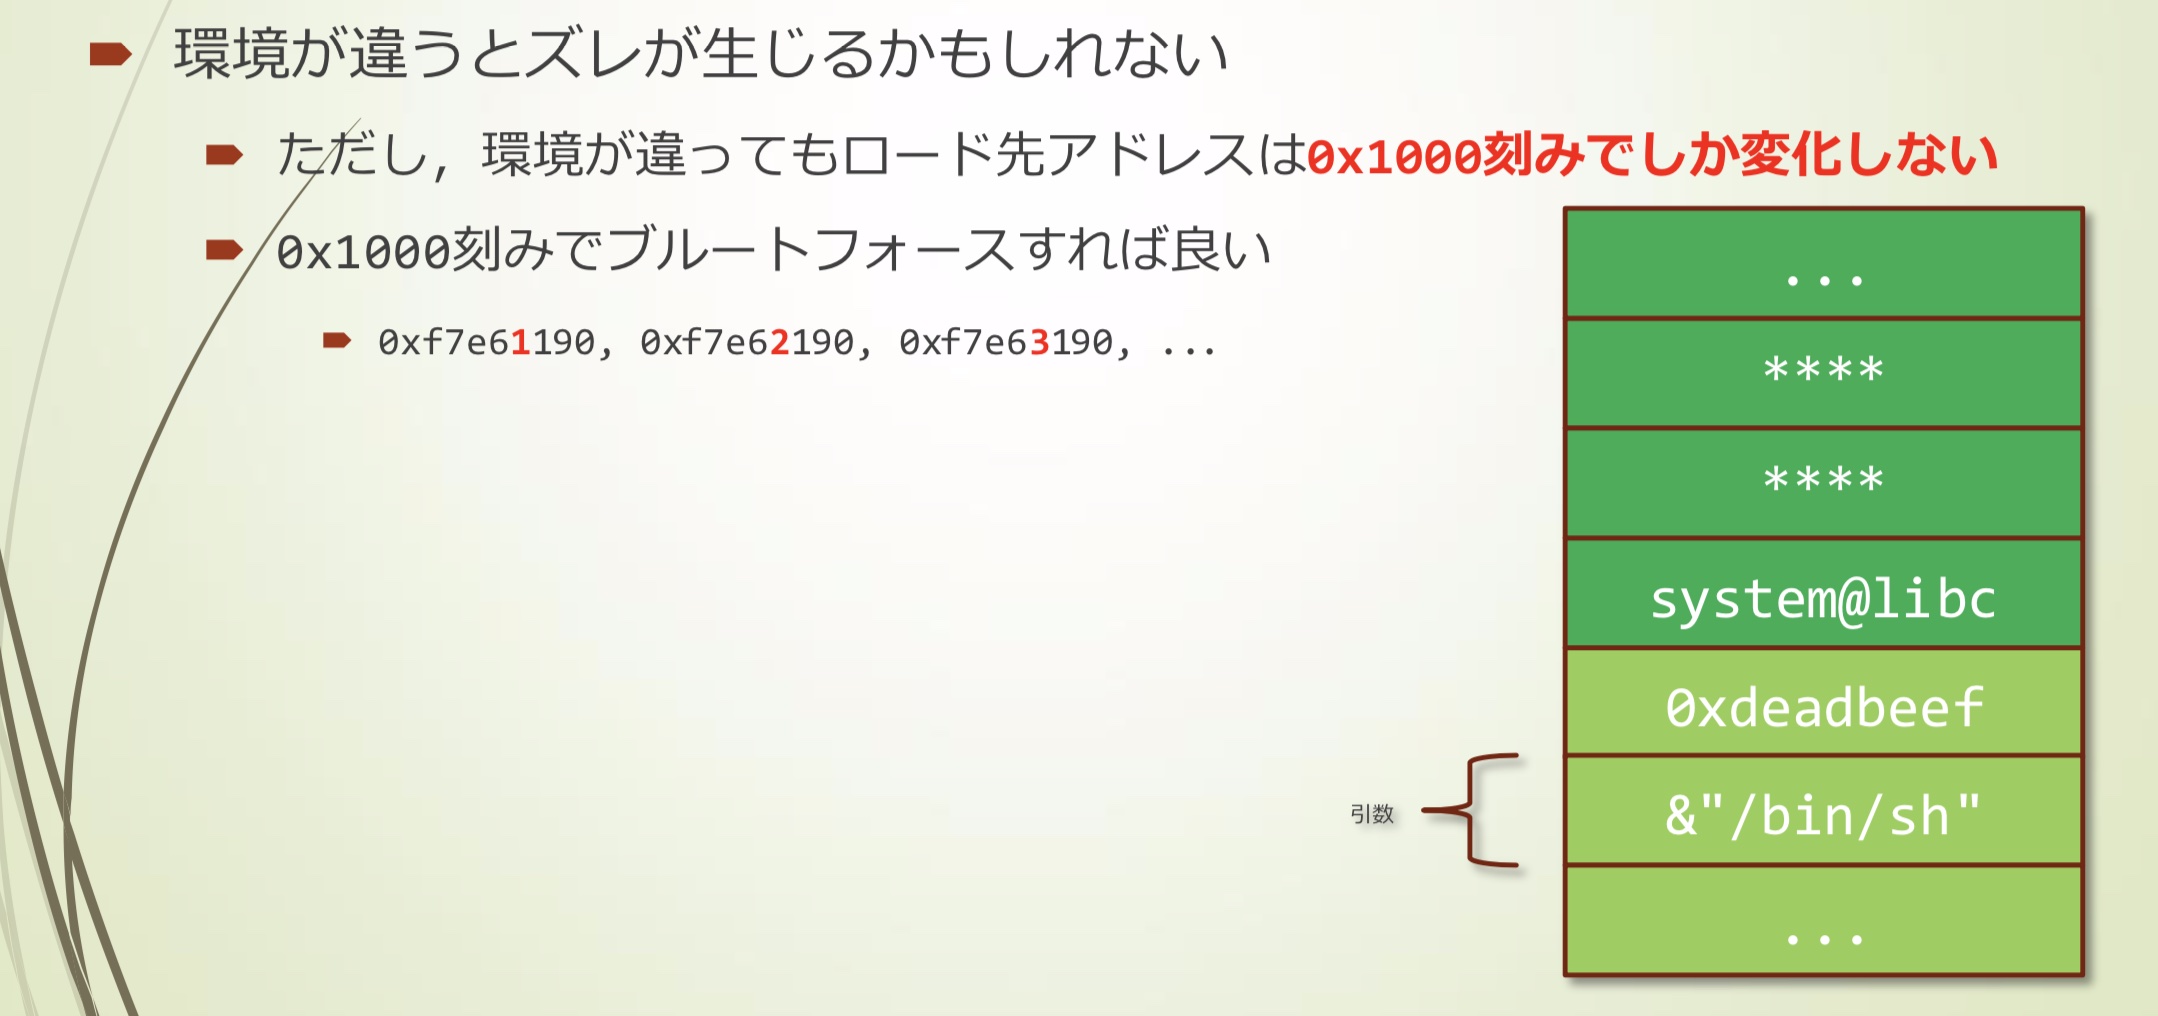 環境が違うとズレが生じるかもしれない
ただし，環境が違ってもロード先アドレスは0x1000刻みでしか変化しない
0x1000刻みでブルートフォースすれば良い
0xf7e61190, 0xf7e62190, 0xf7e63190, ...
...
****
****
system@libc
0xdeadbeef
引数
&"/bin/sh"
...